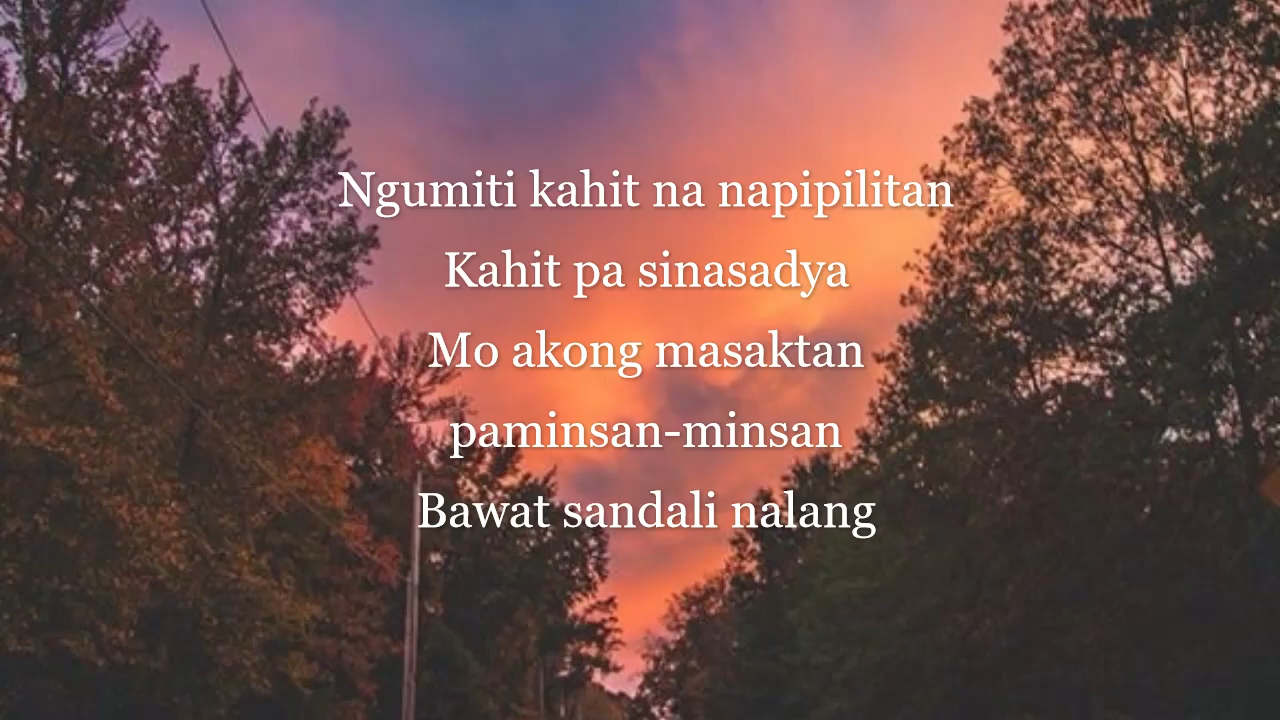 Ngumiti kahit na napipilitan
Kahit pa sinasadya
Mo akong masaktan
paminsan-minsan
Bawat sandali nalang